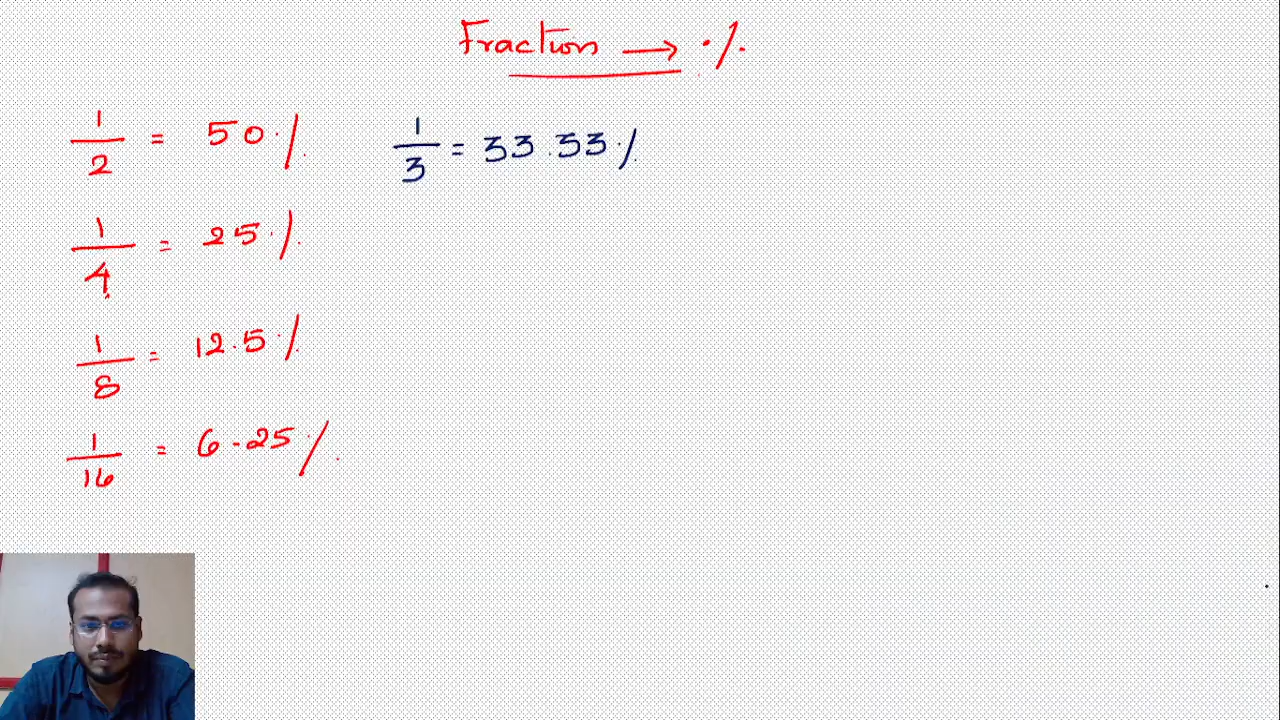 Fraction → %
1/2 = 50%
1/3 = 33.33%
1/4 = 25%
1/8 = 12.5%
1/16 = 6.25%